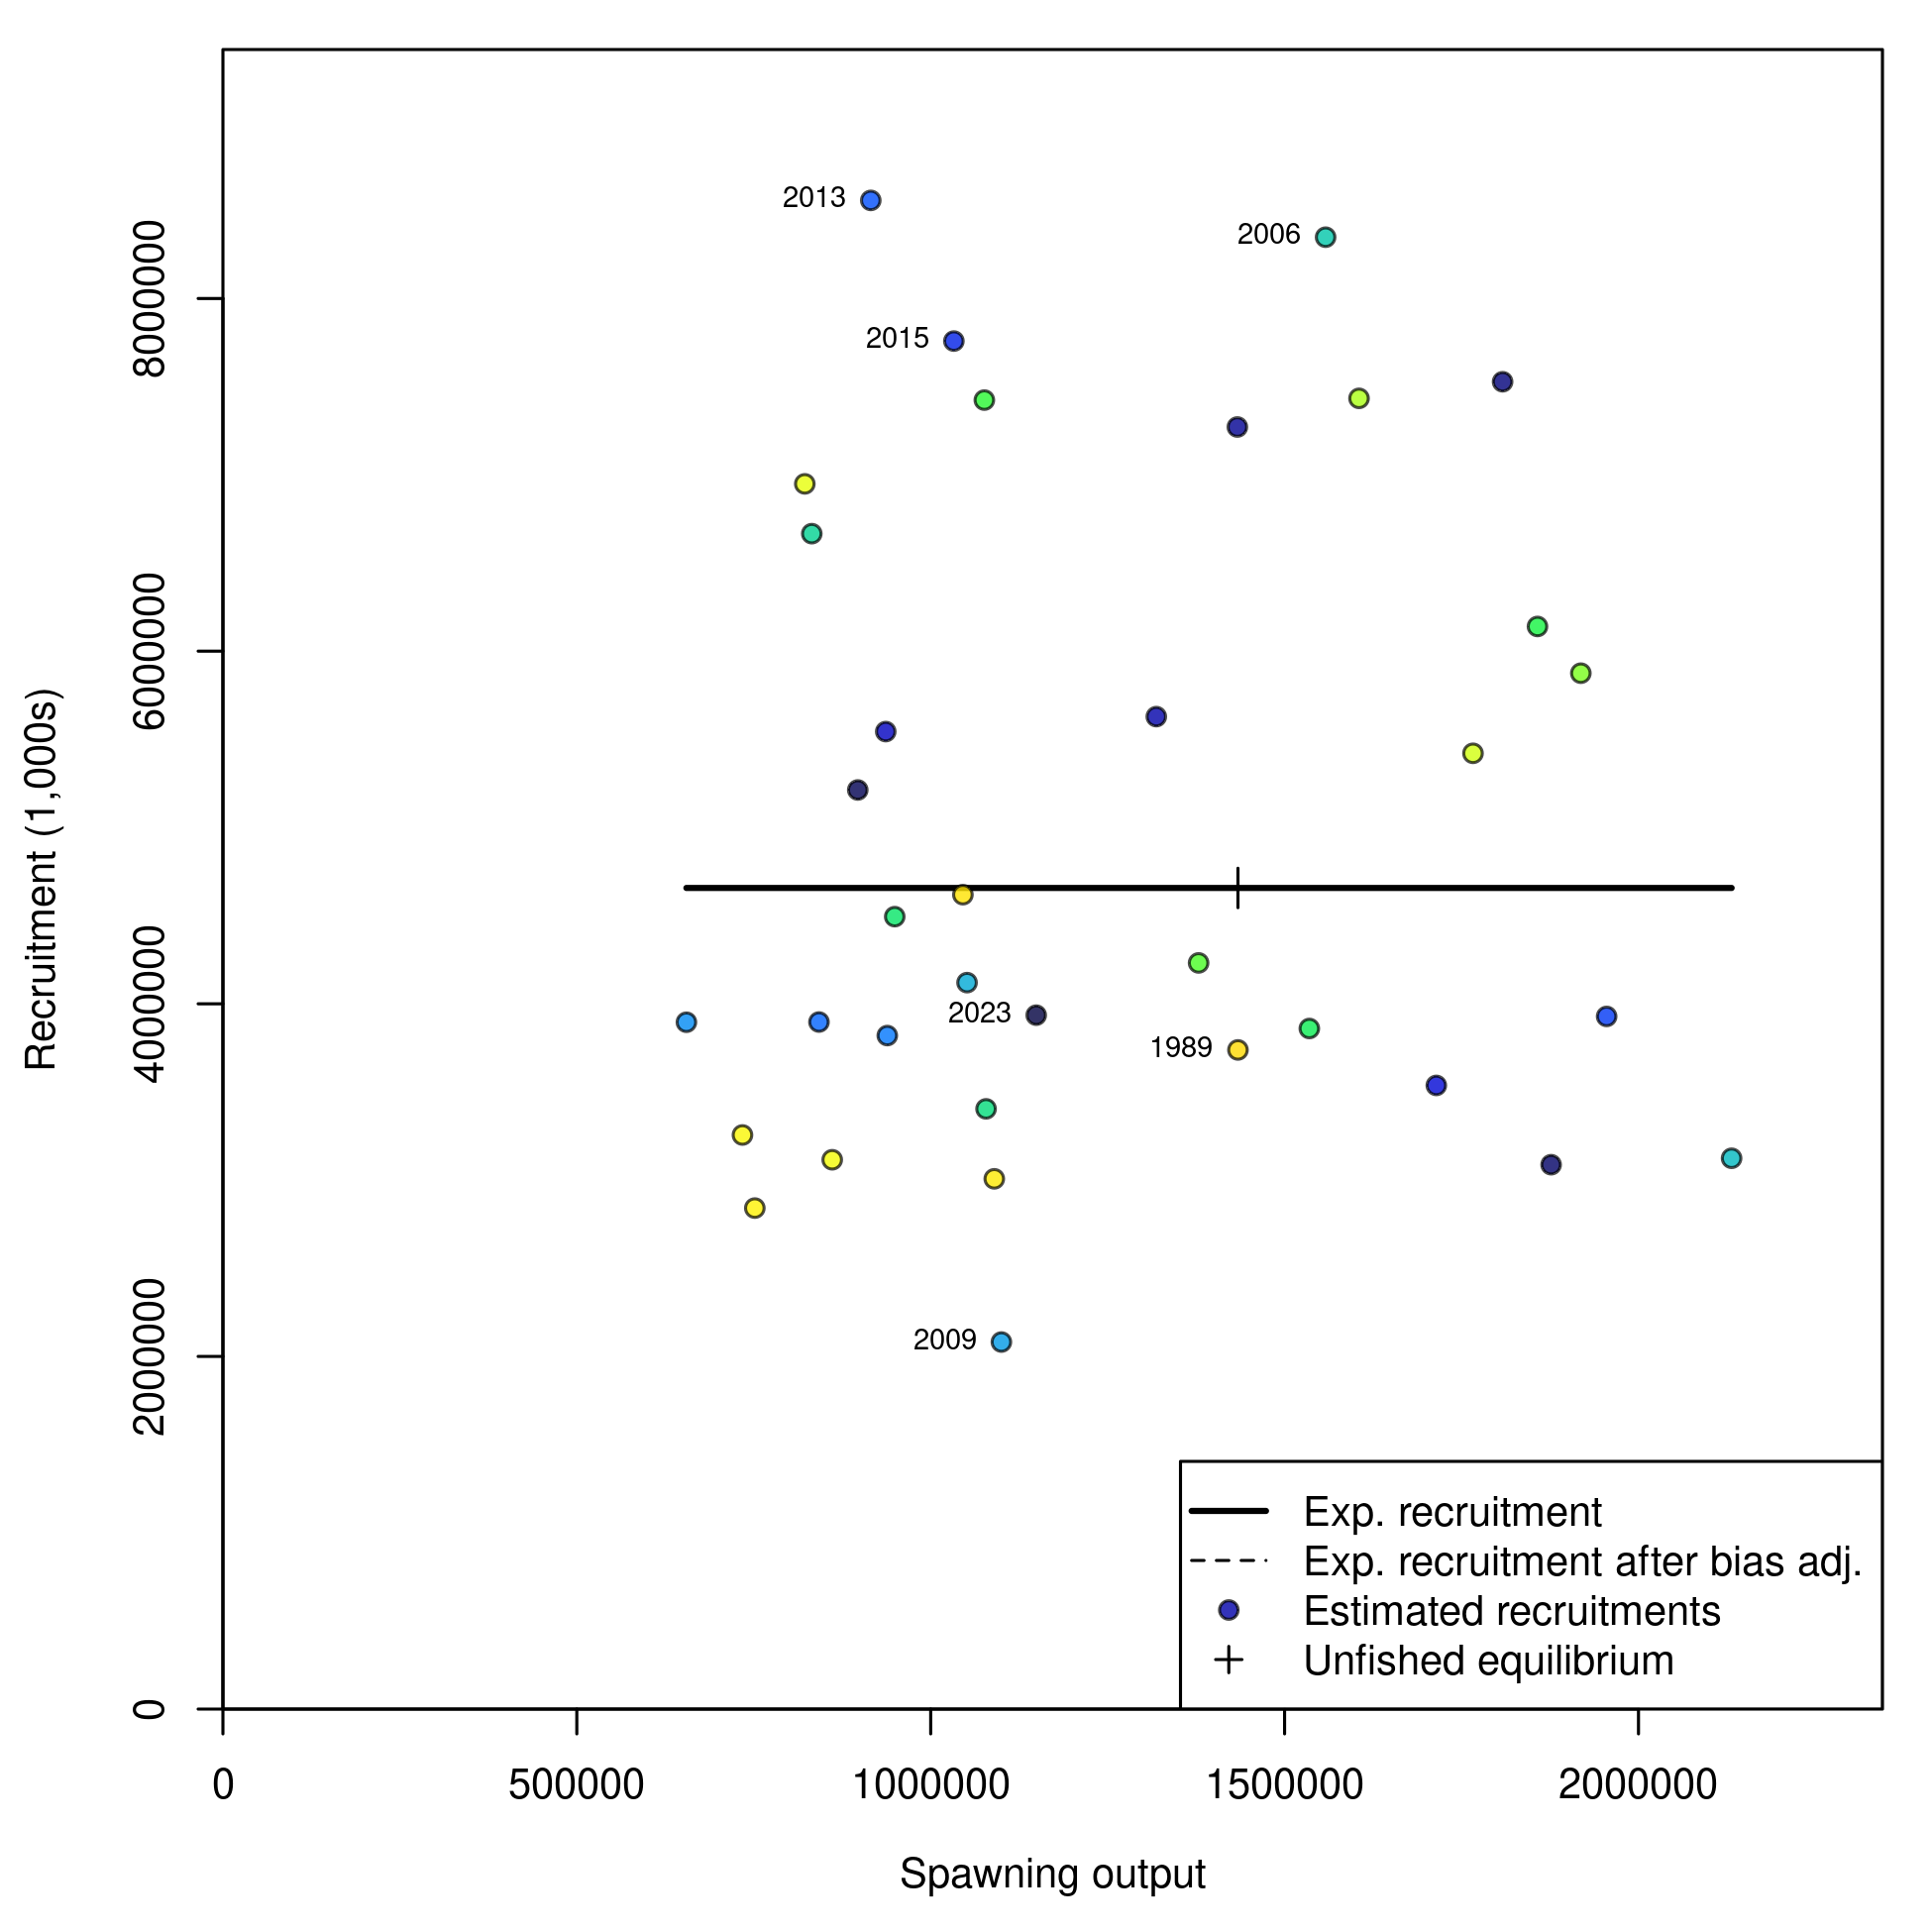 2013
2006
2015
2023
1989
2009
Recruitment (1,000s)
8000000
6000000
4000000
2000000
0
Exp. recruitment
Exp. recruitment after bias adj.
Estimated recruitments
Unfished equilibrium
0 500000 1000000 1500000 2000000
Spawning output